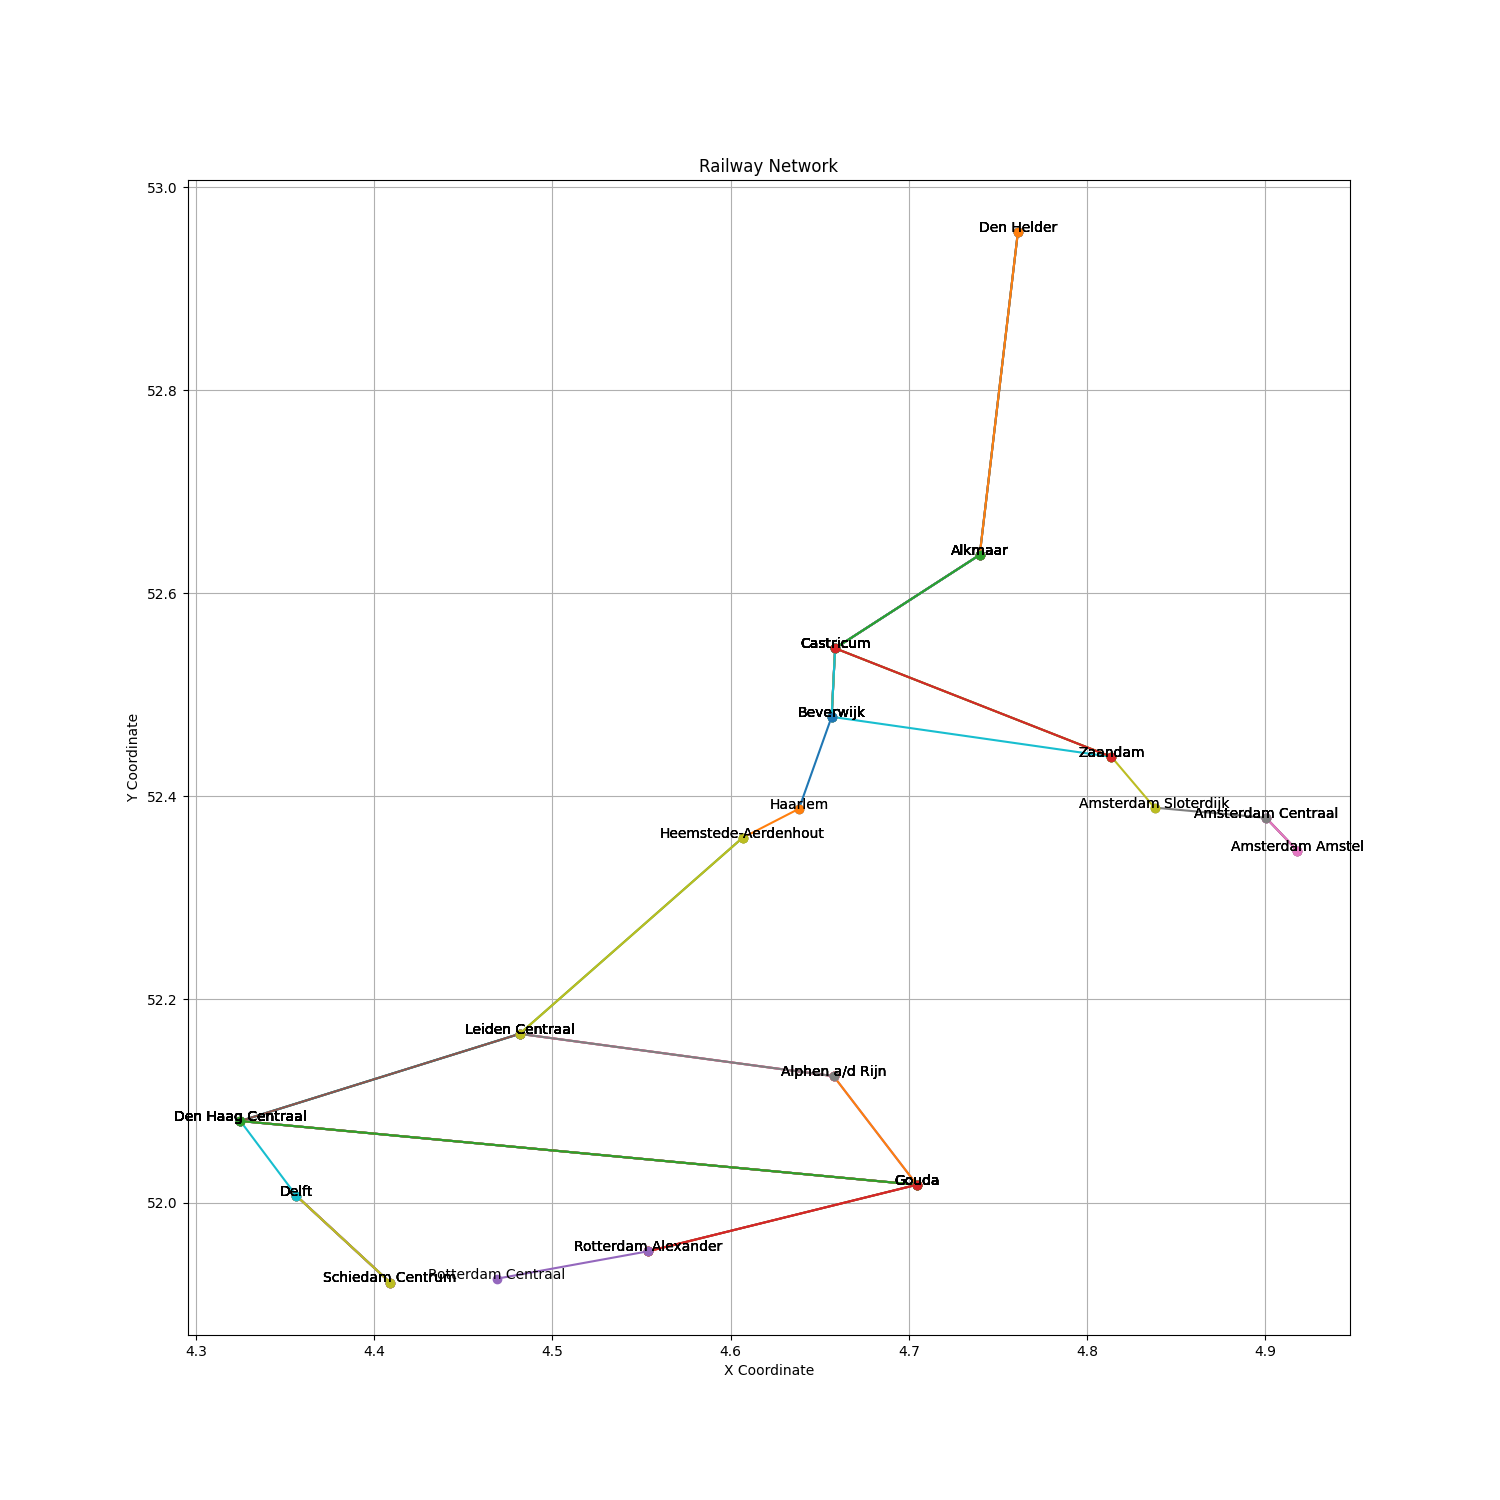 Railway Network
53.0
Den Helder
52.8
Alkmaar
52.6
Castricum
Beverwijk
Y Coordinate
Zaandam
52.4
Haarlem
Amsterdam Sloterdijk
Amsterdam Centraal
Heemstede-Aerdenhout
Amsterdam Amstel
52.2
Leiden Centraal
Alphen a/d Rijn
Den Haag Centraal
Gouda
52.0
Delft
Rotterdam Alexander
Schiedam Centrum
Rotterdam Centraal
4.3 4.4 4.5 4.6 4.7 4.8 4.9
X Coordinate